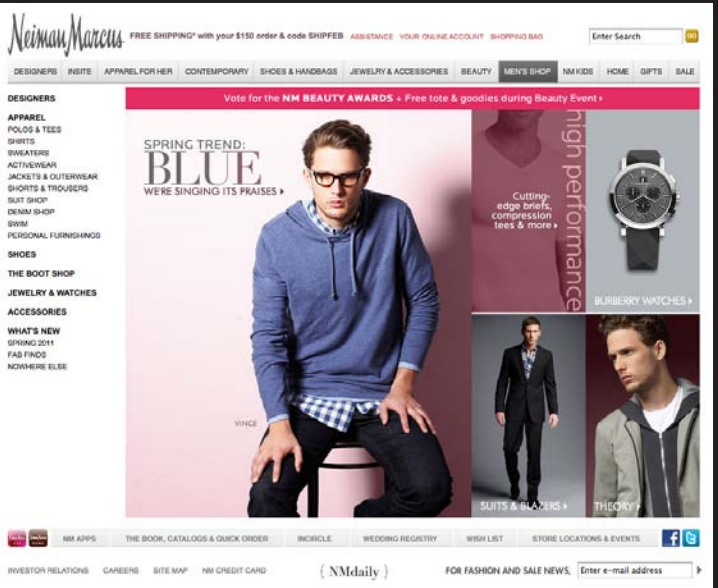 Neiman Marcus
FREE SHIPPING* with your $150 order & code SHIPFEB
ASSISTANCE YOUR ONLINE ACCOUNT SHOPPING BAG
Enter Search
GO
DESIGNERS INSITE APPAREL FOR HER CONTEMPORARY SHOES & HANDBAGS JEWELRY & ACCESSORIES BEAUTY MEN'S SHOP NM KIDS HOME GIFTS SALE
DESIGNERS
APPAREL
POLOS & TEES
SHIRTS
SWEATERS
ACTIVEWEAR
JACKETS & OUTERWEAR
SHORTS & TROUSERS
SUIT SHOP
DENIM SHOP
SWIM
PERSONAL FURNISHINGS
SHOES
THE BOOT SHOP
JEWELRY & WATCHES
ACCESSORIES
WHAT'S NEW
SPRING 2011
FAB FINDS
NOWHERE ELSE
Vote for the NM BEAUTY AWARDS + Free tote & goodies during Beauty Event
SPRING TREND:
BLUE
WE'RE SINGING ITS PRAISES
VINCE
Cutting-
edge briefs,
compression
tees & more
high performance
BURBERRY WATCHES
SUITS & BLAZERS
THEORY
NM APPS THE BOOK, CATALOGS & QUICK ORDER INCIRCLE WEDDING REGISTRY WISH LIST STORE LOCATIONS & EVENTS
INVESTOR RELATIONS CAREERS SITE MAP NM CREDIT CARD
{ NMdaily }
FOR FASHION AND SALE NEWS,
Enter e-mail address